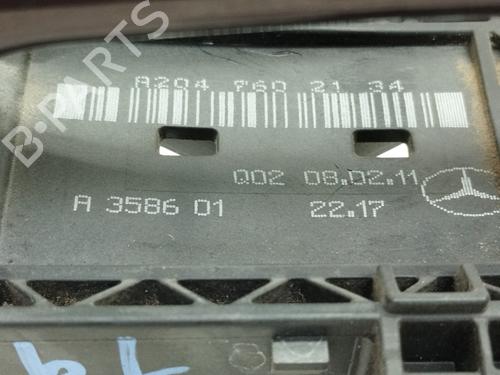 B-PARTS
A204 760 21 34
Q02 08.02.11
A 3586 01 22.17